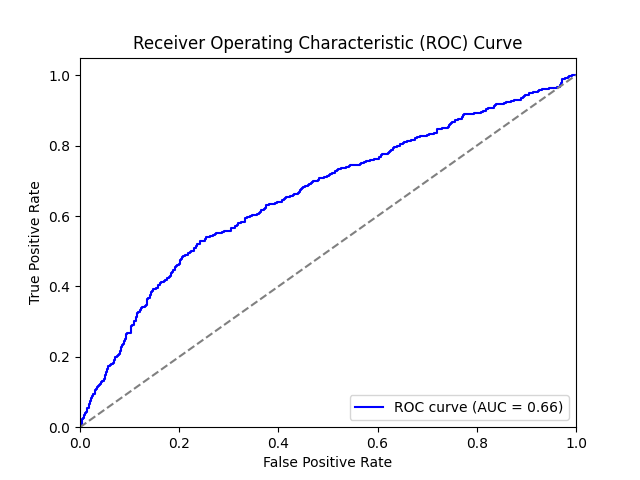 Receiver Operating Characteristic (ROC) Curve
1.0
0.8
0.6
0.4
0.2
0.0
True Positive Rate
ROC curve (AUC = 0.66)
0.0 0.2 0.4 0.6 0.8 1.0
False Positive Rate